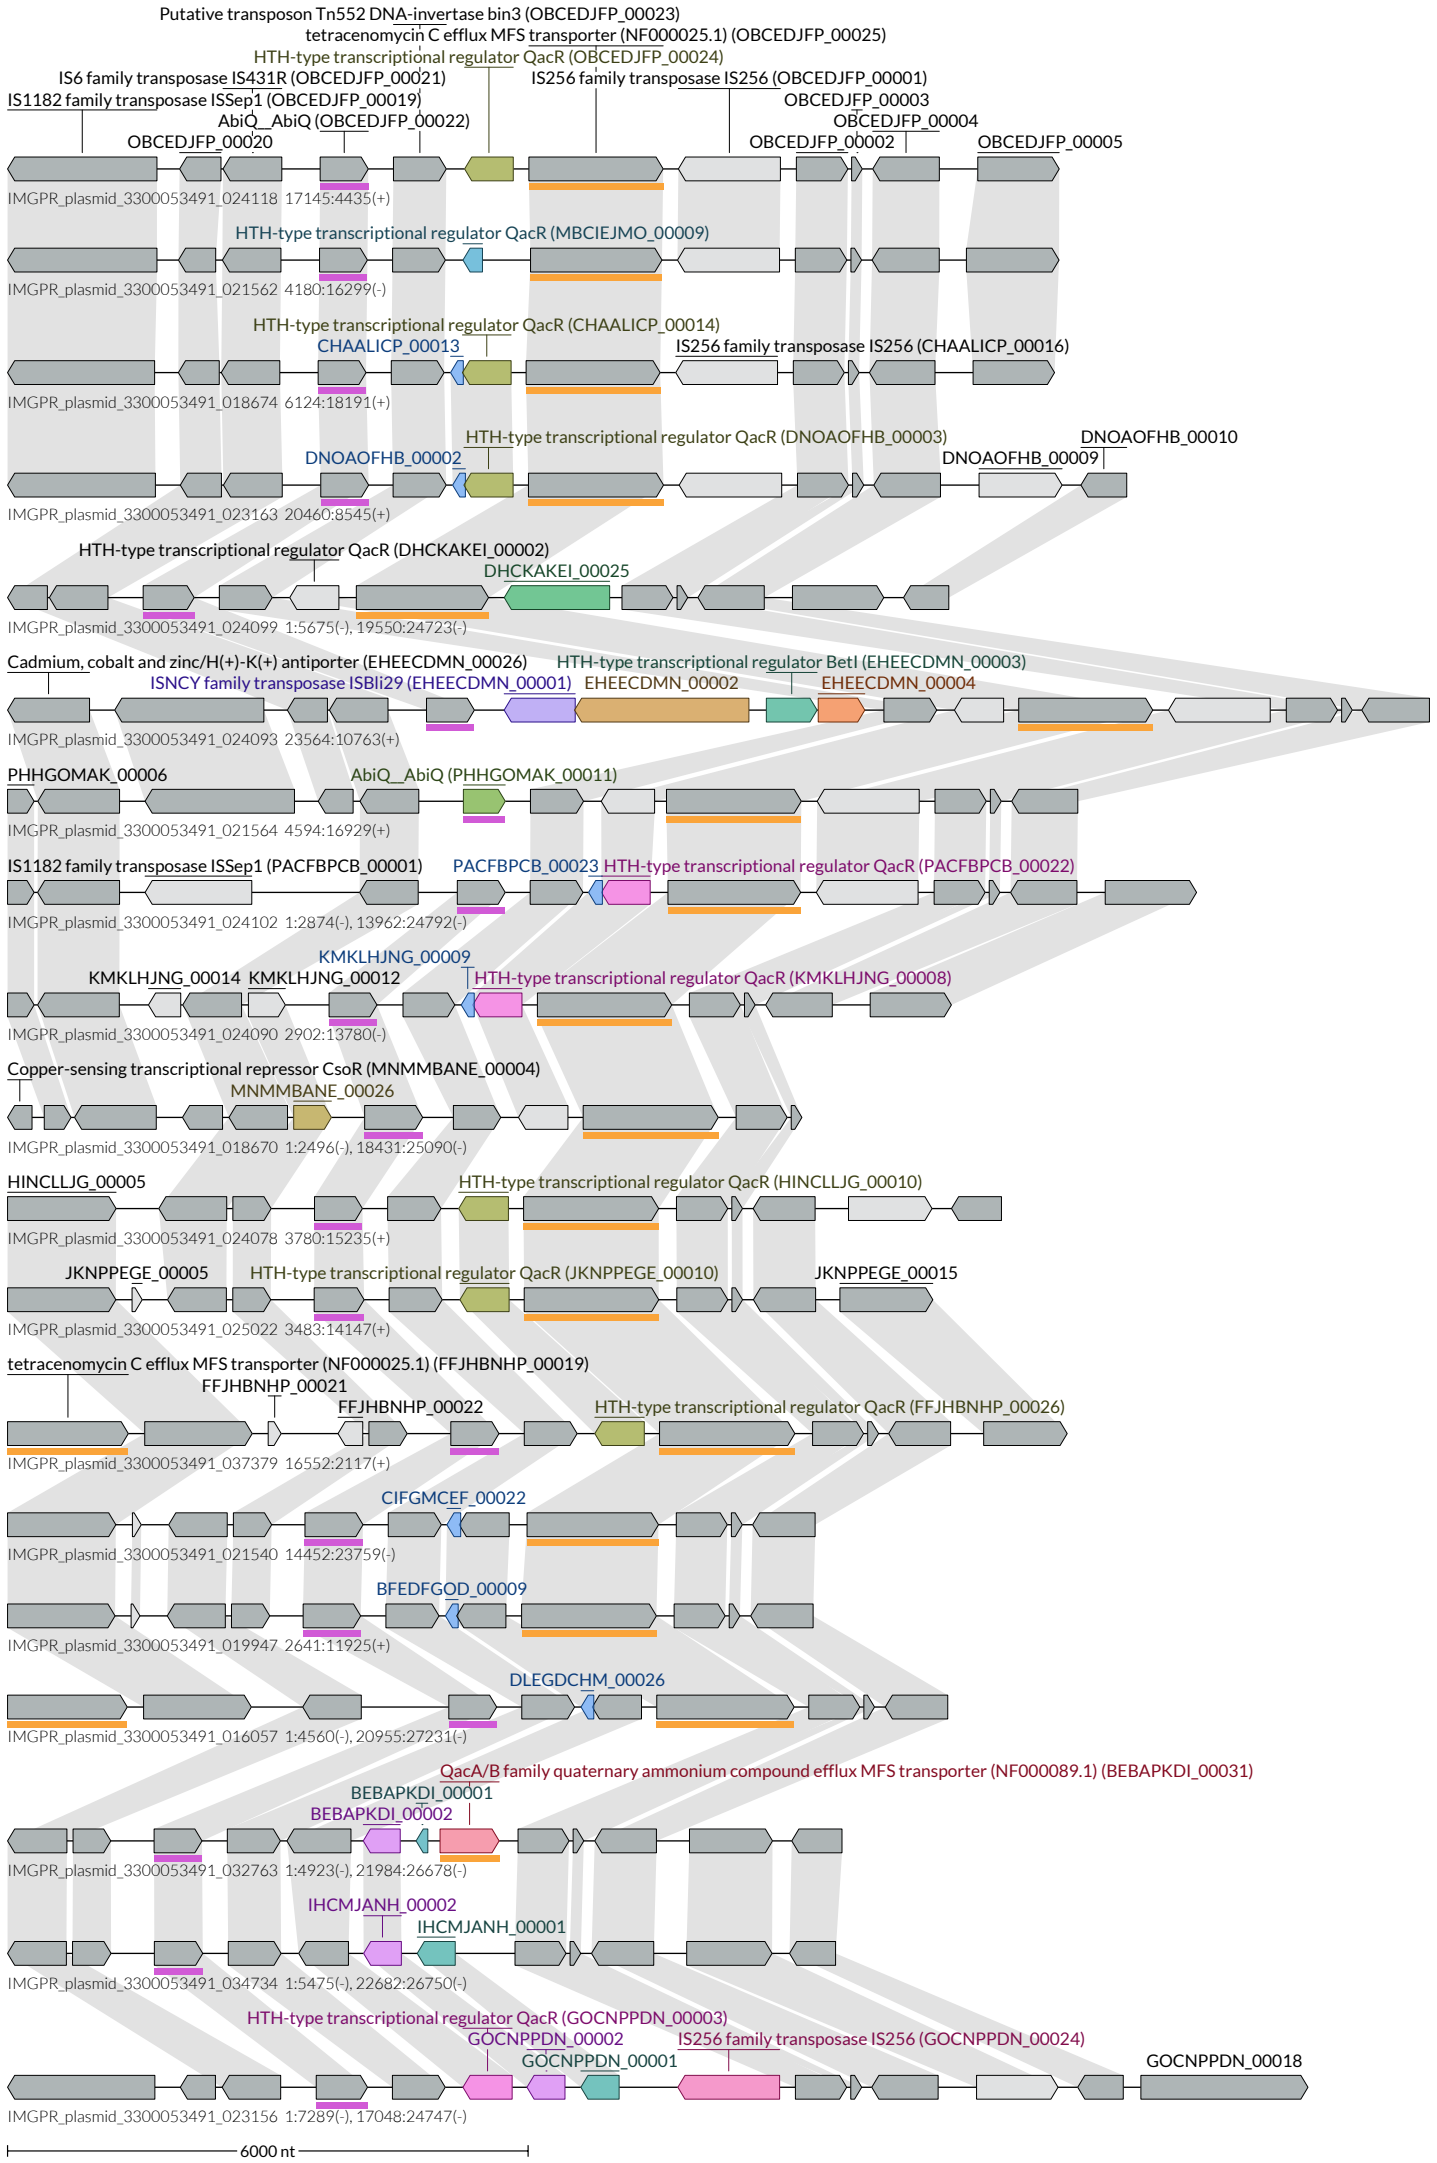 Putative transposon Tn552 DNA-invertase bin3 (OBCEDJFP_00023)
tetracenomycin C efflux MFS transporter (NF000025.1) (OBCEDJFP_00025)
HTH-type transcriptional regulator QacR (OBCEDJFP_00024)
IS6 family transposase IS431R (OBCEDJFP_00021) IS256 family transposase IS256 (OBCEDJFP_00001)
IS1182 family transposase ISSep1 (OBCEDJFP_00019) OBCEDJFP_00003
AbiQ__AbiQ (OBCEDJFP_00022) OBCEDJFP_00004
OBCEDJFP_00020 OBCEDJFP_00002 OBCEDJFP_00005
IMGPR_plasmid_3300053491_024118 17145:4435(+)
HTH-type transcriptional regulator QacR (MBCIEJMO_00009)
IMGPR_plasmid_3300053491_021562 4180:16299(-)
HTH-type transcriptional regulator QacR (CHAALICP_00014)
CHAALICP_00013 IS256 family transposase IS256 (CHAALICP_00016)
IMGPR_plasmid_3300053491_018674 6124:18191(+)
HTH-type transcriptional regulator QacR (DNOAOFHB_00003) DNOAOFHB_00010
DNOAOFHB_00002 DNOAOFHB_00009
IMGPR_plasmid_3300053491_023163 20460:8545(+)
HTH-type transcriptional regulator QacR (DHCKAKEI_00002)
DHCKAKEI_00025
IMGPR_plasmid_3300053491_024099 1:5675(-), 19550:24723(-)
Cadmium, cobalt and zinc/H(+)-K(+) antiporter (EHEECDMN_00026) HTH-type transcriptional regulator BetI (EHEECDMN_00003)
ISNCY family transposase ISBli29 (EHEECDMN_00001) EHEECDMN_00002 EHEECDMN_00004
IMGPR_plasmid_3300053491_024093 23564:10763(+)
PHHGOMAK_00006 AbiQ__AbiQ (PHHGOMAK_00011)
IMGPR_plasmid_3300053491_021564 4594:16929(+)
IS1182 family transposase ISSep1 (PACFBPCB_00001) PACFBPCB_00023 HTH-type transcriptional regulator QacR (PACFBPCB_00022)
IMGPR_plasmid_3300053491_024102 1:2874(-), 13962:24792(-)
KMKLHJNG_00009
KMKLHJNG_00014 KMKLHJNG_00012 HTH-type transcriptional regulator QacR (KMKLHJNG_00008)
IMGPR_plasmid_3300053491_024090 2902:13780(-)
Copper-sensing transcriptional repressor CsoR (MNMMBANE_00004)
MNMMBANE_00026
IMGPR_plasmid_3300053491_018670 1:2496(-), 18431:25090(-)
HINCLLJG_00005 HTH-type transcriptional regulator QacR (HINCLLJG_00010)
IMGPR_plasmid_3300053491_024078 3780:15235(+)
JKNPPEGE_00005 HTH-type transcriptional regulator QacR (JKNPPEGE_00010) JKNPPEGE_00015
IMGPR_plasmid_3300053491_025022 3483:14147(+)
tetracenomycin C efflux MFS transporter (NF000025.1) (FFJHBNHP_00019)
FFJHBNHP_00021
FFJHBNHP_00022 HTH-type transcriptional regulator QacR (FFJHBNHP_00026)
IMGPR_plasmid_3300053491_037379 16552:2117(+)
CIFGMCEF_00022
IMGPR_plasmid_3300053491_021540 14452:23759(-)
BFEDFGOD_00009
IMGPR_plasmid_3300053491_019947 2641:11925(+)
DLEGDCHM_00026
IMGPR_plasmid_3300053491_016057 1:4560(-), 20955:27231(-)
QacA/B family quaternary ammonium compound efflux MFS transporter (NF000089.1) (BEBAPKDI_00031)
BEBAPKDI_00001
BEBAPKDI_00002
IMGPR_plasmid_3300053491_032763 1:4923(-), 21984:26678(-)
IHCMJANH_00002
IHCMJANH_00001
IMGPR_plasmid_3300053491_034734 1:5475(-), 22682:26750(-)
HTH-type transcriptional regulator QacR (GOCNPPDN_00003)
GOCNPPDN_00002 IS256 family transposase IS256 (GOCNPPDN_00024)
GOCNPPDN_00001 GOCNPPDN_00018
IMGPR_plasmid_3300053491_023156 1:7289(-), 17048:24747(-)
6000 nt